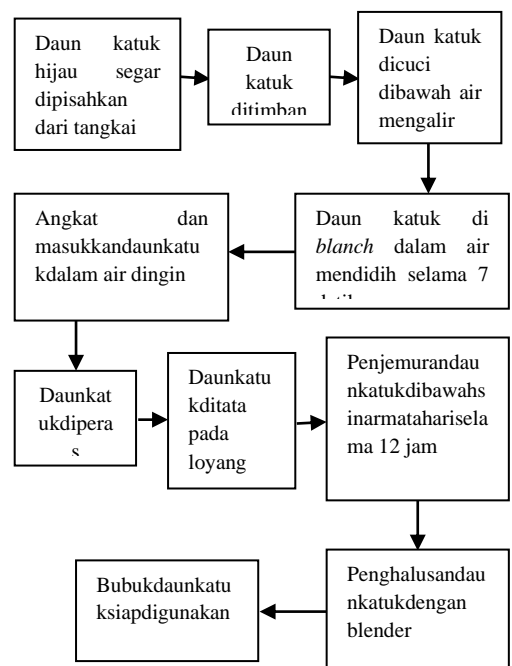 Daun katuk
hijau segar
dipisahkan
dari tangkai
Daun
katuk
ditimban
Daun katuk
dicuci
dibawah air
mengalir
Daun katuk di
blanch dalam air
mendidih selama 7
Angkat dan
masukkandaunkatu
kdalam air dingin
Daunkat
ukdipera
s
Daunkatu
kditata
pada
loyang
Penjemurandau
nkatukdibawahs
inarmataharisela
ma 12 jam
Penghalusandau
nkatukdengan
blender
Bubukdaunkatu
ksiapdigunakan